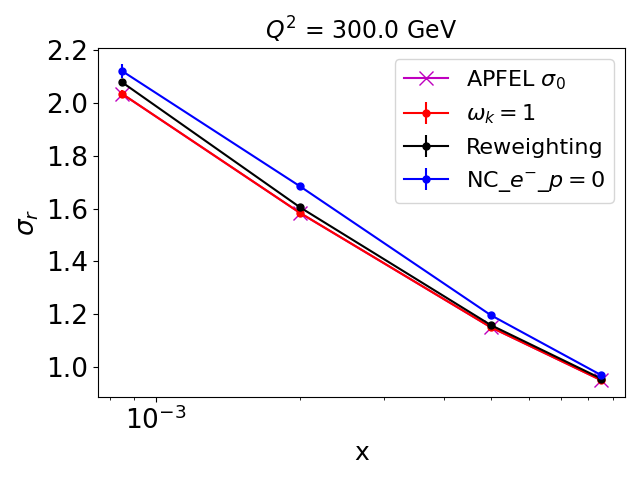 Q² = 300.0 GeV
2.2
2.0
1.8
1.6
1.4
1.2
1.0
σᵣ
APFEL σ₀
ωₖ = 1
Reweighting
NC_e⁻_p = 0
10⁻³
x